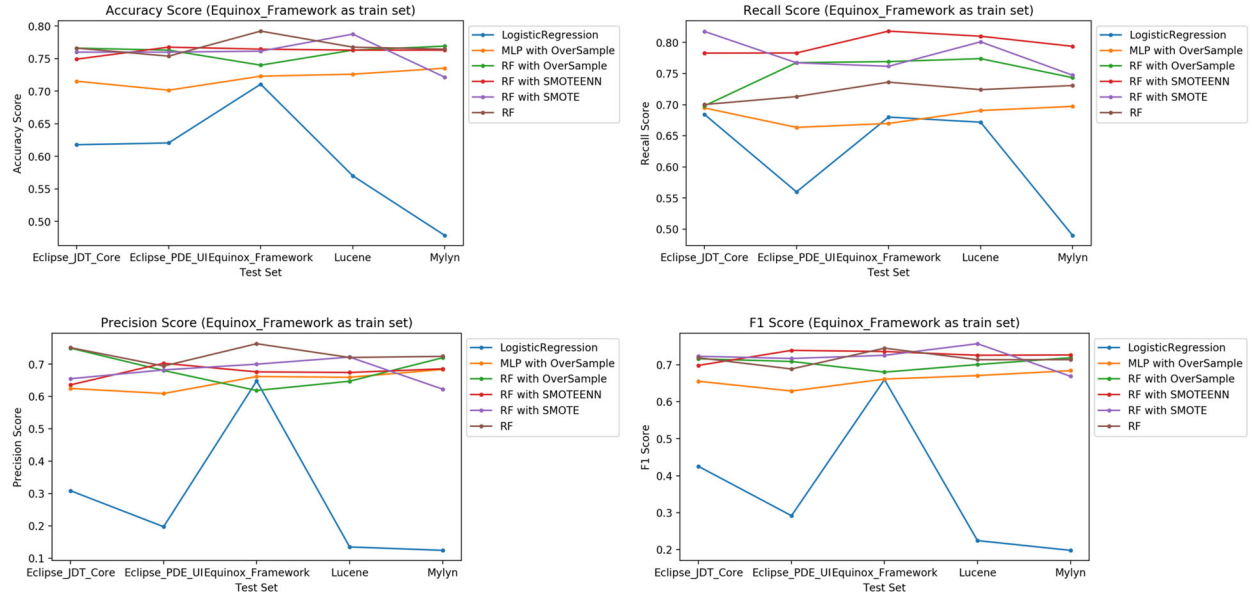 Accuracy Score (Equinox_Framework as train set)
Accuracy Score
0.80
0.75
0.70
0.65
0.60
0.55
0.50
Eclipse_JDT_Core
Eclipse_PDE_UI
Equinox_Framework
Lucene
Mylyn
Test Set
LogisticRegression
MLP with OverSample
RF with OverSample
RF with SMOTEENN
RF with SMOTE
RF
Recall Score (Equinox_Framework as train set)
Recall Score
0.80
0.75
0.70
0.65
0.60
0.55
0.50
Eclipse_JDT_Core
Eclipse_PDE_UI
Equinox_Framework
Lucene
Mylyn
Test Set
LogisticRegression
MLP with OverSample
RF with OverSample
RF with SMOTEENN
RF with SMOTE
RF
Precision Score (Equinox_Framework as train set)
Precision Score
0.7
0.6
0.5
0.4
0.3
0.2
0.1
Eclipse_JDT_Core
Eclipse_PDE_UI
Equinox_Framework
Lucene
Mylyn
Test Set
LogisticRegression
MLP with OverSample
RF with OverSample
RF with SMOTEENN
RF with SMOTE
RF
F1 Score (Equinox_Framework as train set)
F1 Score
0.7
0.6
0.5
0.4
0.3
0.2
Eclipse_JDT_Core
Eclipse_PDE_UI
Equinox_Framework
Lucene
Mylyn
Test Set
LogisticRegression
MLP with OverSample
RF with OverSample
RF with SMOTEENN
RF with SMOTE
RF